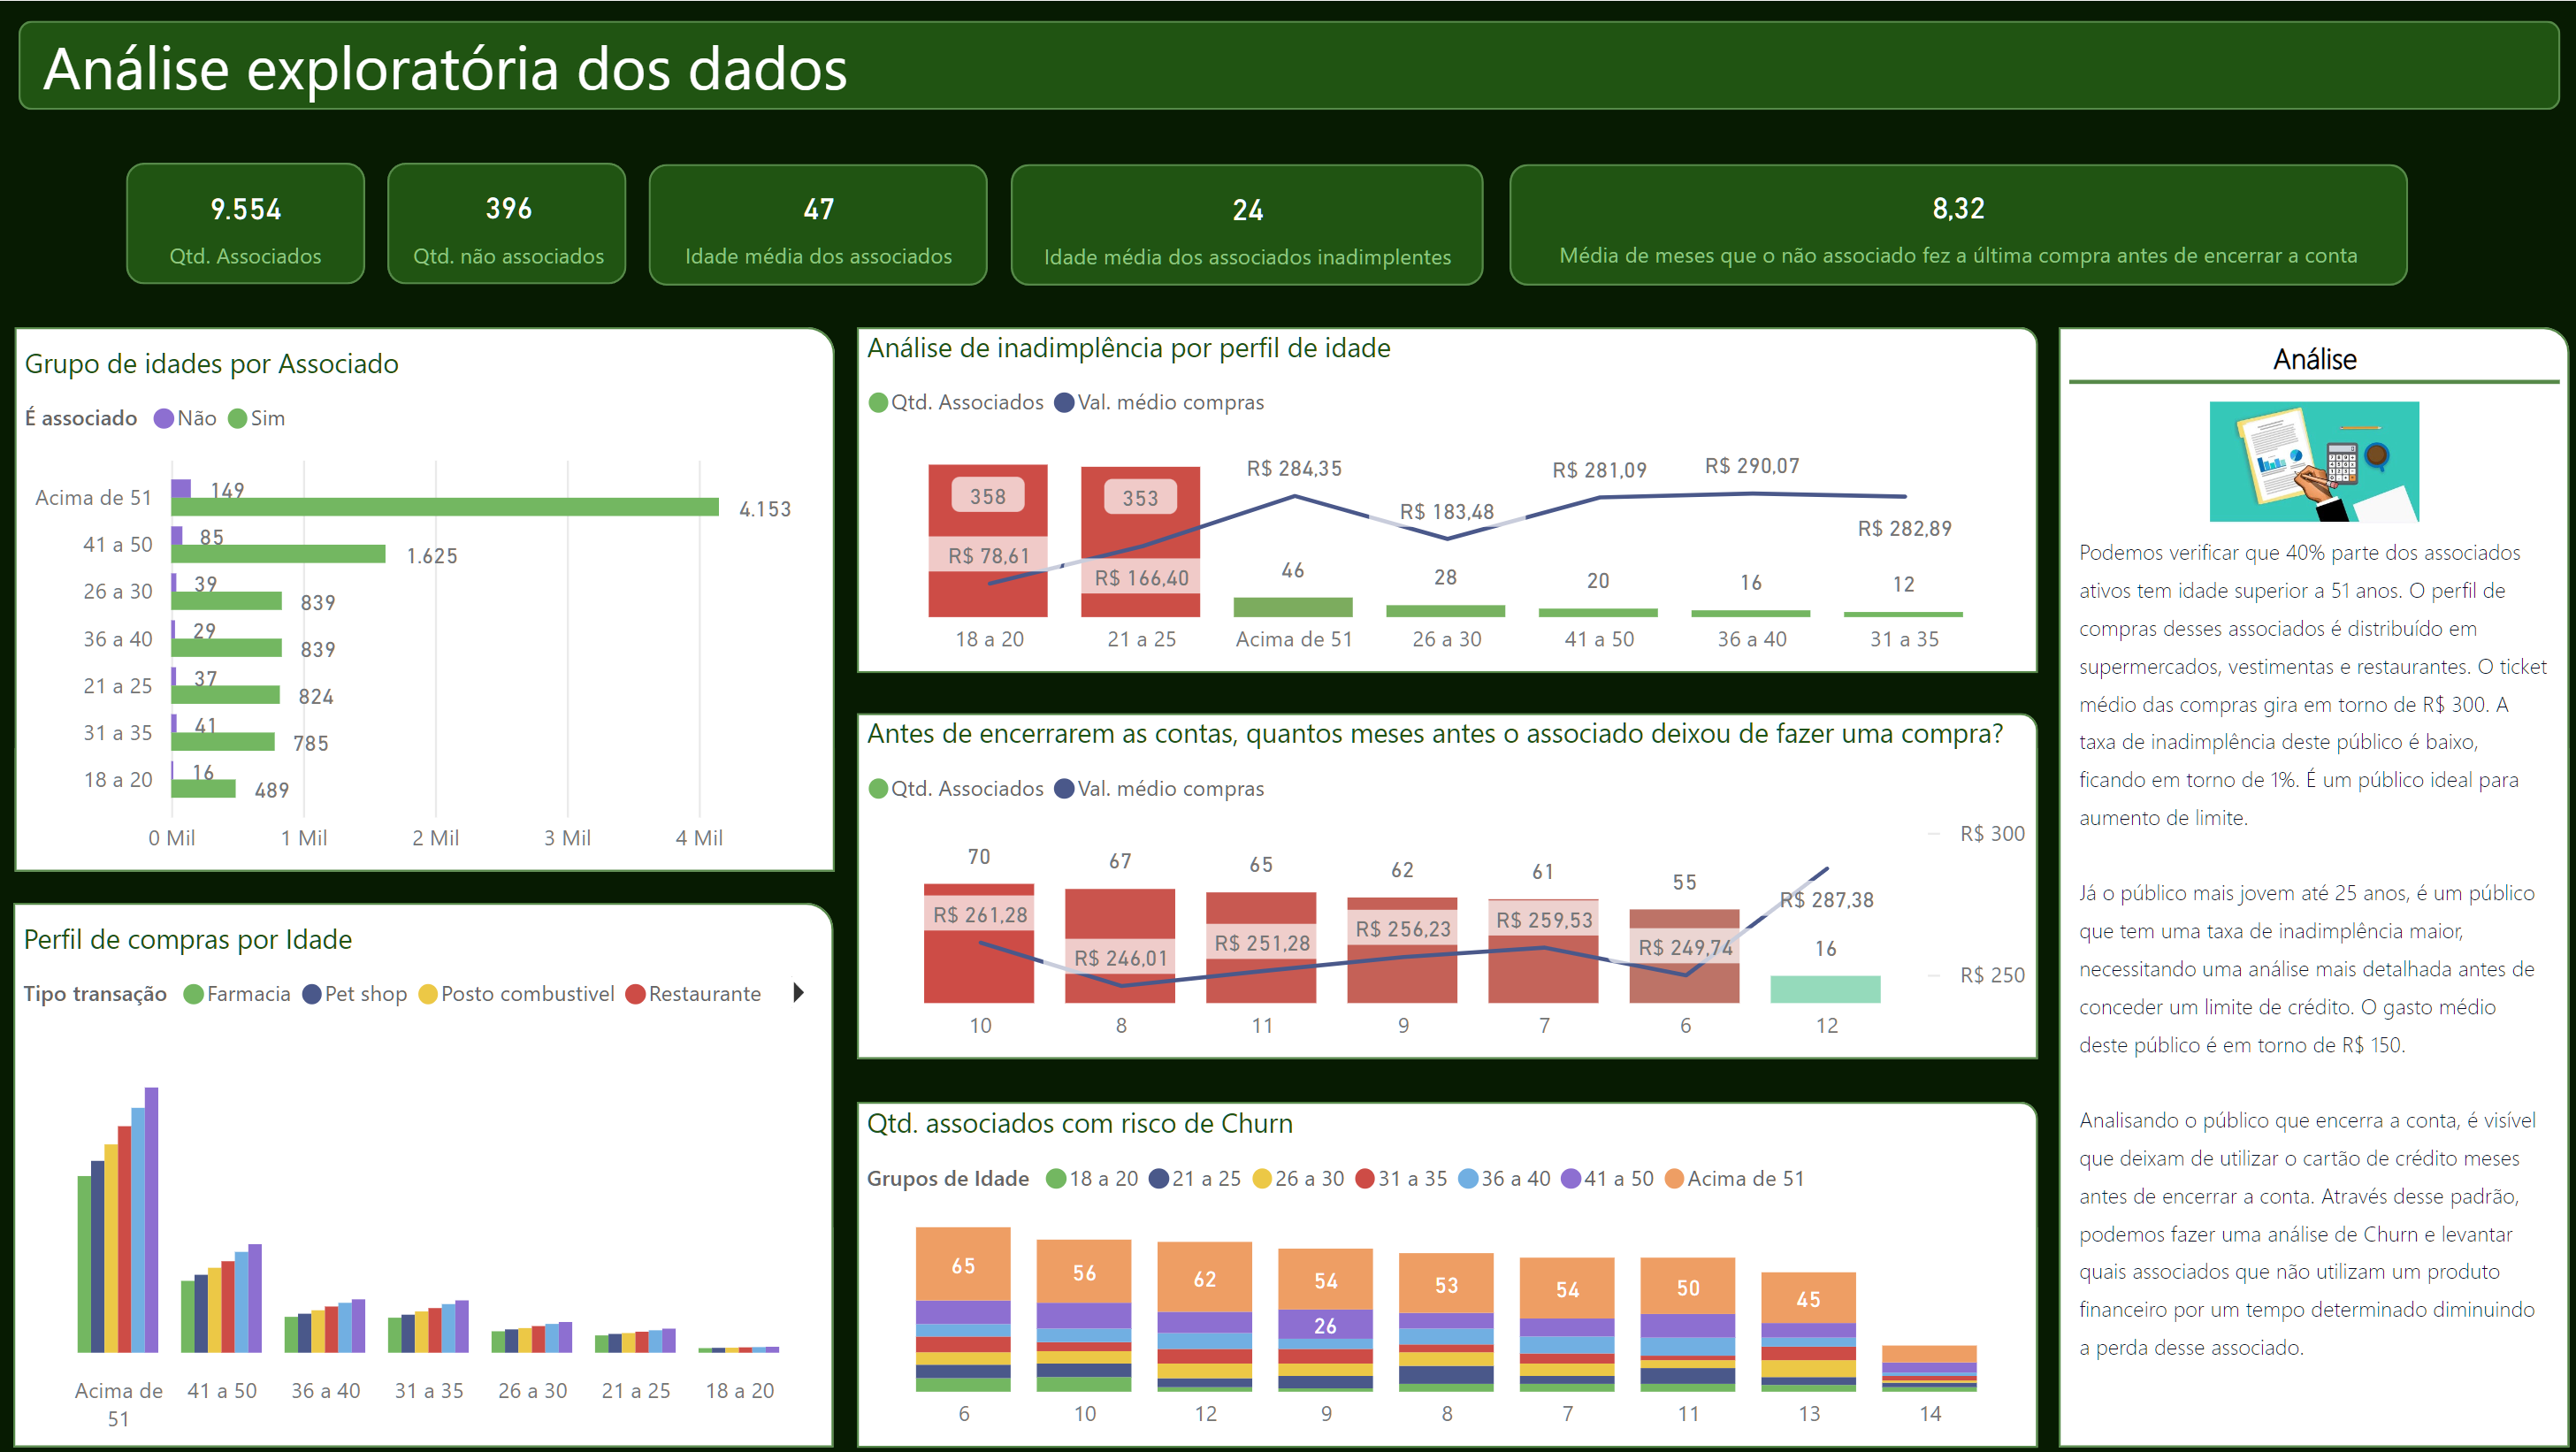 Análise exploratória dos dados
9.554
Qtd. Associados
396
Qtd. não associados
47
Idade média dos associados
24
Idade média dos associados inadimplentes
8,32
Média de meses que o não associado fez a última compra antes de encerrar a conta
Grupo de idades por Associado
É associado Não Sim
Acima de 51 149 4.153
41 a 50 85 1.625
26 a 30 39 839
36 a 40 29 839
21 a 25 37 824
31 a 35 41 785
18 a 20 16 489
0 Mil 1 Mil 2 Mil 3 Mil 4 Mil
Perfil de compras por Idade
Tipo transação Farmacia Pet shop Posto combustivel Restaurante
Acima de 51 41 a 50 36 a 40 31 a 35 26 a 30 21 a 25 18 a 20
Análise de inadimplência por perfil de idade
Qtd. Associados Val. médio compras
358 353 46 28 20 16 12
R$ 78,61 R$ 166,40 R$ 284,35 R$ 183,48 R$ 281,09 R$ 290,07 R$ 282,89
18 a 20 21 a 25 Acima de 51 26 a 30 41 a 50 36 a 40 31 a 35
Antes de encerrarem as contas, quantos meses antes o associado deixou de fazer uma compra?
Qtd. Associados Val. médio compras
R$ 300
70 67 65 62 61 55 16
R$ 261,28 R$ 246,01 R$ 251,28 R$ 256,23 R$ 259,53 R$ 249,74 R$ 287,38
R$ 250
10 8 11 9 7 6 12
Qtd. associados com risco de Churn
Grupos de Idade 18 a 20 21 a 25 26 a 30 31 a 35 36 a 40 41 a 50 Acima de 51
65 56 62 54 53 54 50 45
26
6 10 12 9 8 7 11 13 14
Análise
Podemos verificar que 40% parte dos associados
ativos tem idade superior a 51 anos. O perfil de
compras desses associados é distribuído em
supermercados, vestimentas e restaurantes. O ticket
médio das compras gira em torno de R$ 300. A
taxa de inadimplência deste público é baixo,
ficando em torno de 1%. É um público ideal para
aumento de limite.
Já o público mais jovem até 25 anos, é um público
que tem uma taxa de inadimplência maior,
necessitando uma análise mais detalhada antes de
conceder um limite de crédito. O gasto médio
deste público é em torno de R$ 150.
Analisando o público que encerra a conta, é visível
que deixam de utilizar o cartão de crédito meses
antes de encerrar a conta. Através desse padrão,
podemos fazer uma análise de Churn e levantar
quais associados que não utilizam um produto
financeiro por um tempo determinado diminuindo
a perda desse associado.